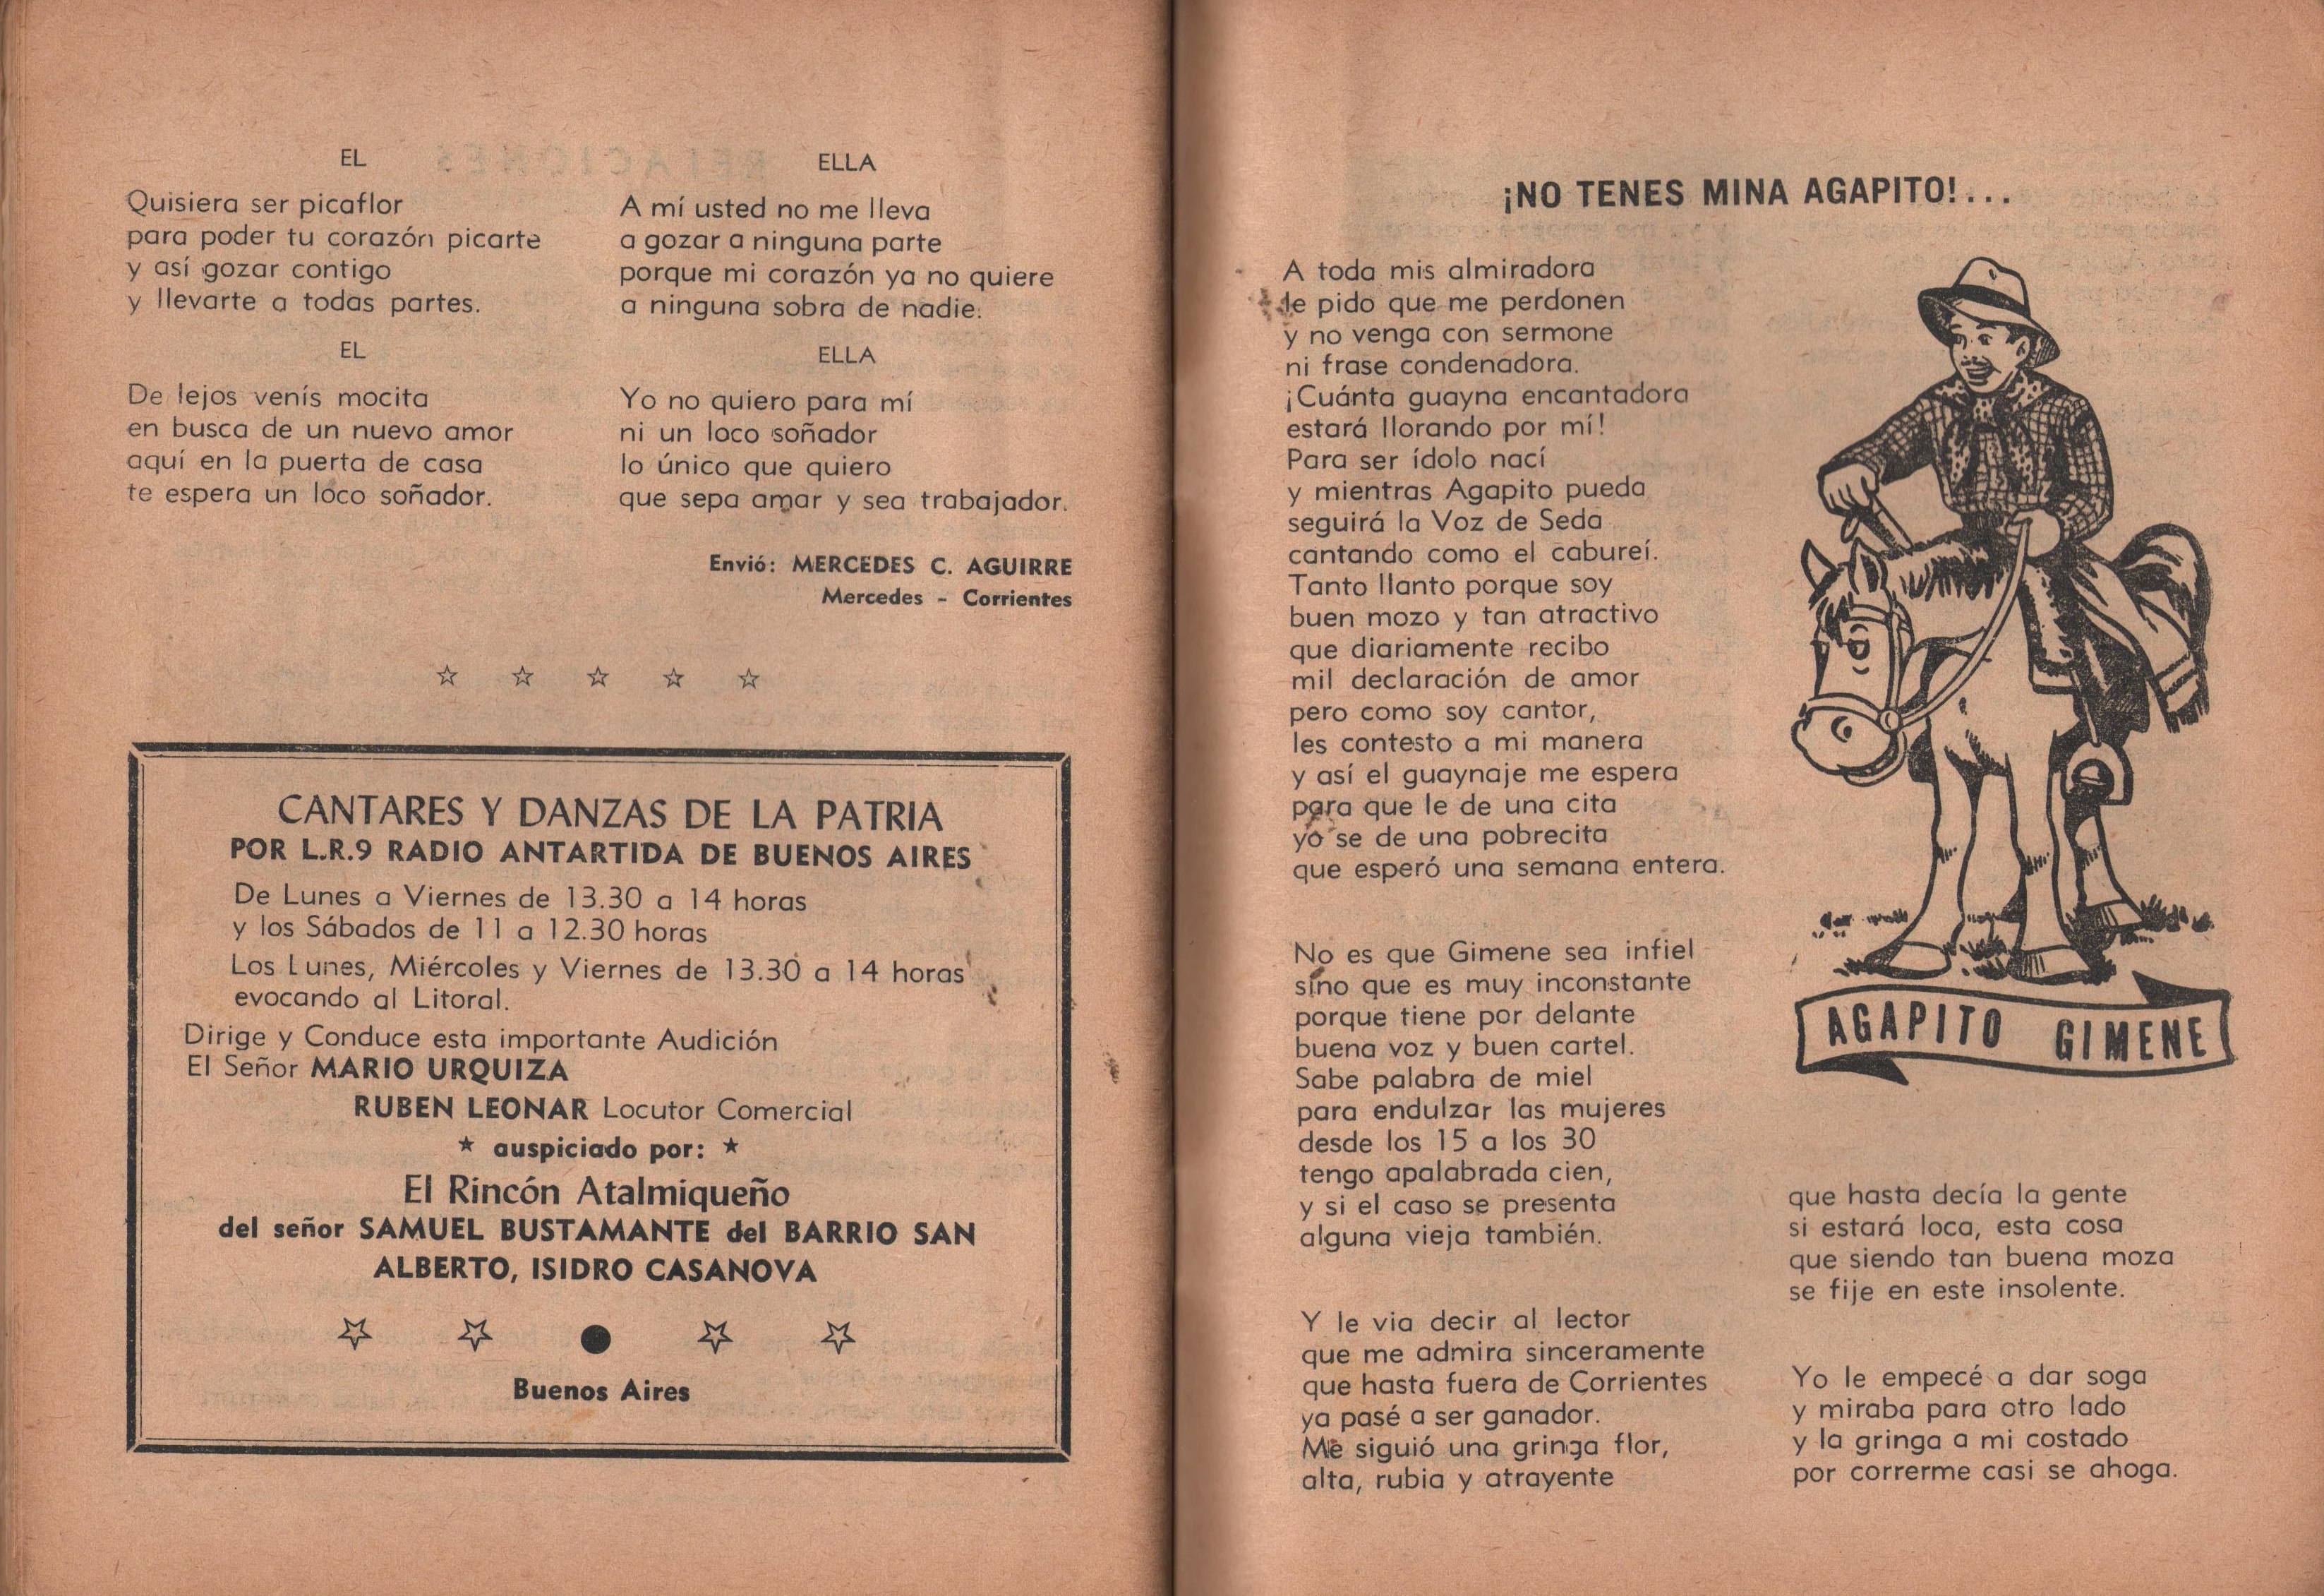 EL
Quisiera ser picaflor
para poder tu corazón picarte
y así gozar contigo
y llevarte a todas partes.
ELLA
A mí usted no me lleva
a gozar a ninguna parte
porque mi corazón ya no quiere
a ninguna sobra de nadie.
EL
De lejos venís mocita
en busca de un nuevo amor
aquí en la puerta de casa
te espera un loco soñador.
ELLA
Yo no quiero para mí
ni un loco soñador
lo único que quiero
que sepa amar y sea trabajador.
Envió: MERCEDES C. AGUIRRE
Mercedes - Corrientes
CANTARES Y DANZAS DE LA PATRIA
POR L.R.9 RADIO ANTARTIDA DE BUENOS AIRES
De Lunes a Viernes de 13.30 a 14 horas
y los Sábados de 11 a 12.30 horas
Los Lunes, Miércoles y Viernes de 13.30 a 14 horas
evocando al Litoral.
Dirige y Conduce esta importante Audición
El Señor MARIO URQUIZA
RUBEN LEONAR Locutor Comercial
★ auspiciado por: ★
El Rincón Atalmiqueño
del señor SAMUEL BUSTAMANTE del BARRIO SAN
ALBERTO, ISIDRO CASANOVA
Buenos Aires
¡NO TENES MINA AGAPITO!...
A toda mis almiradora
le pido que me perdonen
y no venga con sermone
ni frase condenadora.
¡Cuánta guayna encantadora
estará llorando por mí!
Para ser ídolo nací
y mientras Agapito pueda
seguirá la Voz de Seda
cantando como el cabureí.
Tanto llanto porque soy
buen mozo y tan atractivo
que diariamente recibo
mil declaración de amor
pero como soy cantor,
les contesto a mi manera
y así el guaynaje me espera
para que le de una cita
yo se de una pobrecita
que esperó una semana entera.
No es que Gimene sea infiel
sino que es muy inconstante
porque tiene por delante
buena voz y buen cartel.
Sabe palabra de miel
para endulzar las mujeres
desde los 15 a los 30
tengo apalabrada cien,
y si el caso se presenta
alguna vieja también.
Y le via decir al lector
que me admira sinceramente
que hasta fuera de Corrientes
ya pasé a ser ganador.
Me siguió una gringa flor,
alta, rubia y atrayente
AGAPITO GIMENE
que hasta decía la gente
si estará loca, esta cosa
que siendo tan buena moza
se fije en este insolente.
Yo le empecé a dar soga
y miraba para otro lado
y la gringa a mi costado
por correrme casi se ahoga.